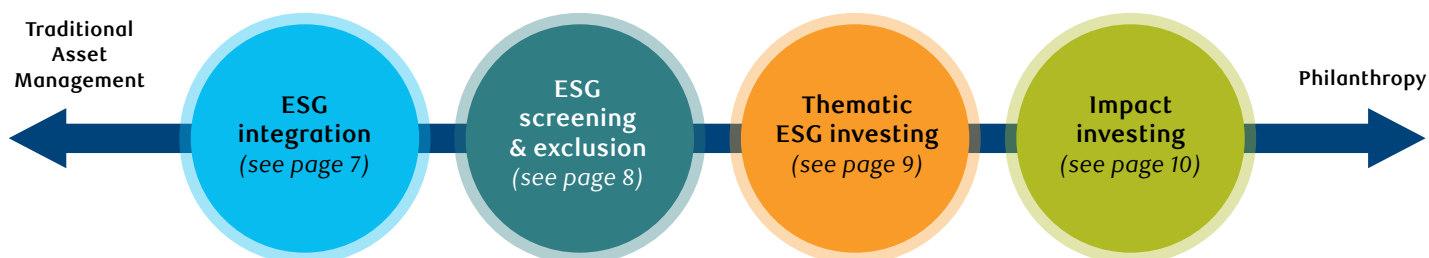 Traditional
Asset
Management
ESG
integration
(see page 7)
ESG
screening
& exclusion
(see page 8)
Thematic
ESG investing
(see page 9)
Impact
investing
(see page 10)
Philanthropy